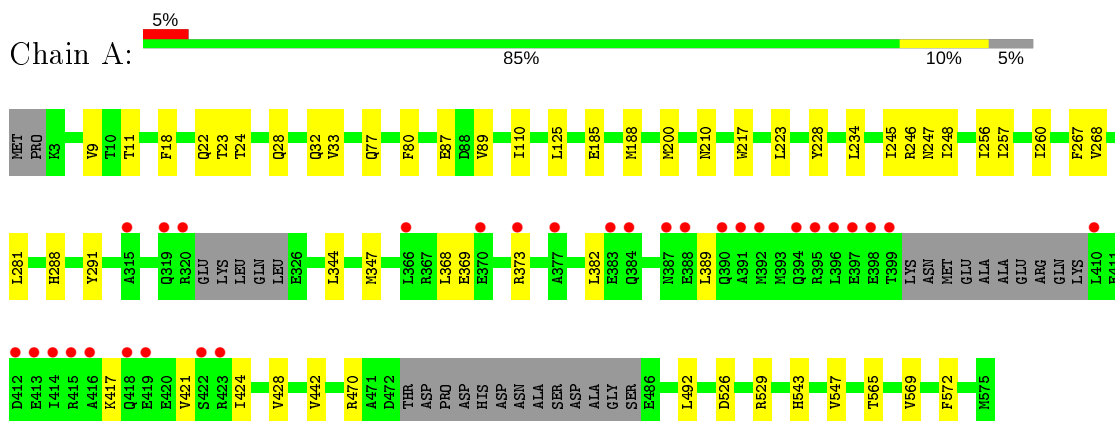 5%
Chain A:
85% 10% 5%
MET PRO K3 V9 T10 T11 F18 Q22 T23 T24 Q28 Q32 V33 Q77 F80 E87 D88 V89 I110 L125 E185 M188 M200 N210 W217 L223 Y228 L234 I245 R246 N247 I248 I256 I257 I260 F267 V268
L281 H288 Y291 A315 Q319 R320 GLU LYS LEU GLN LEU E326 L344 M347 L366 R367 L368 E369 E370 R373 A377 L382 E383 Q384 N387 E388 L389 Q390 A391 M392 M393 Q394 R395 L396 E397 E398 T399 LYS ASN MET GLU ALA ALA GLU ARG GLN LYS L410 E411
D412 E413 I414 R415 A416 K417 Q418 E419 E420 V421 S422 R423 I424 V428 V442 R470 A471 D472 THR ASP PRO ASP HIS ASP ASN ALA SER ASP ALA GLY SER E486 L492 D526 R529 H543 V547 T565 V569 F572 M575